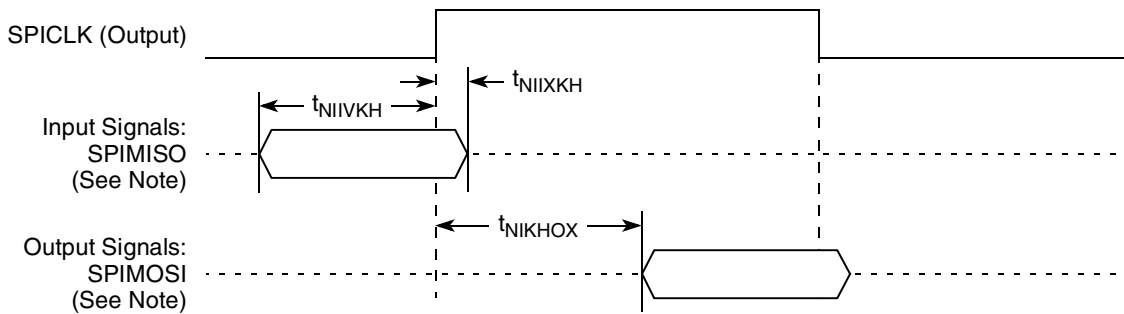 SPICLK (Output)
tNIIXKH
tNIIVKH
Input Signals:
SPIMISO
(See Note)
tNIKHOX
Output Signals:
SPIMOSI
(See Note)